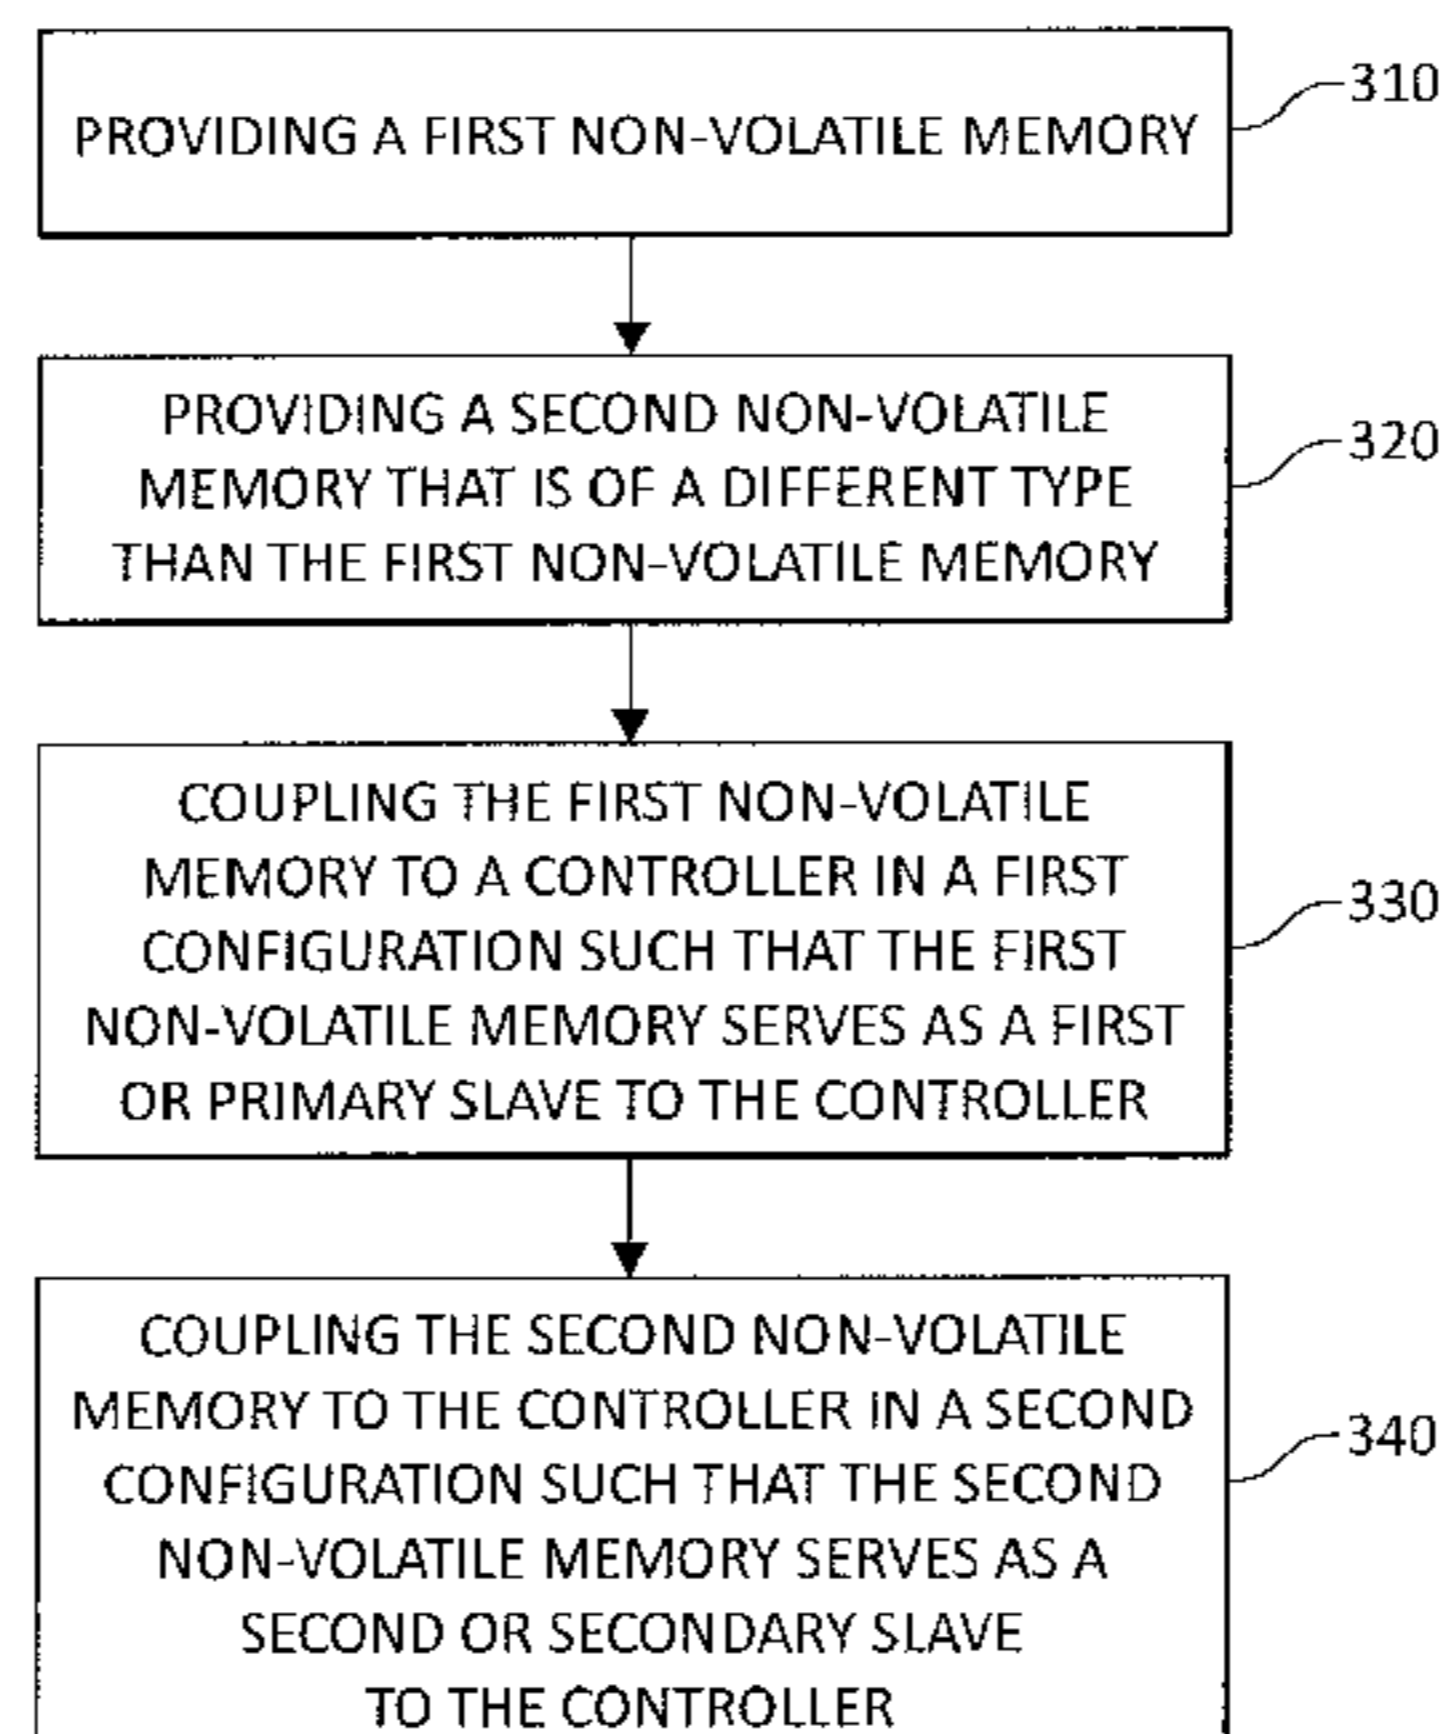 PROVIDING A FIRST NON-VOLATILE MEMORY
310
PROVIDING A SECOND NON-VOLATILE
MEMORY THAT IS OF A DIFFERENT TYPE
THAN THE FIRST NON-VOLATILE MEMORY
320
COUPLING THE FIRST NON-VOLATILE
MEMORY TO A CONTROLLER IN A FIRST
CONFIGURATION SUCH THAT THE FIRST
NON-VOLATILE MEMORY SERVES AS A FIRST
OR PRIMARY SLAVE TO THE CONTROLLER
330
COUPLING THE SECOND NON-VOLATILE
MEMORY TO THE CONTROLLER IN A SECOND
CONFIGURATION SUCH THAT THE SECOND
NON-VOLATILE MEMORY SERVES AS A
SECOND OR SECONDARY SLAVE
TO THE CONTROLLER
340